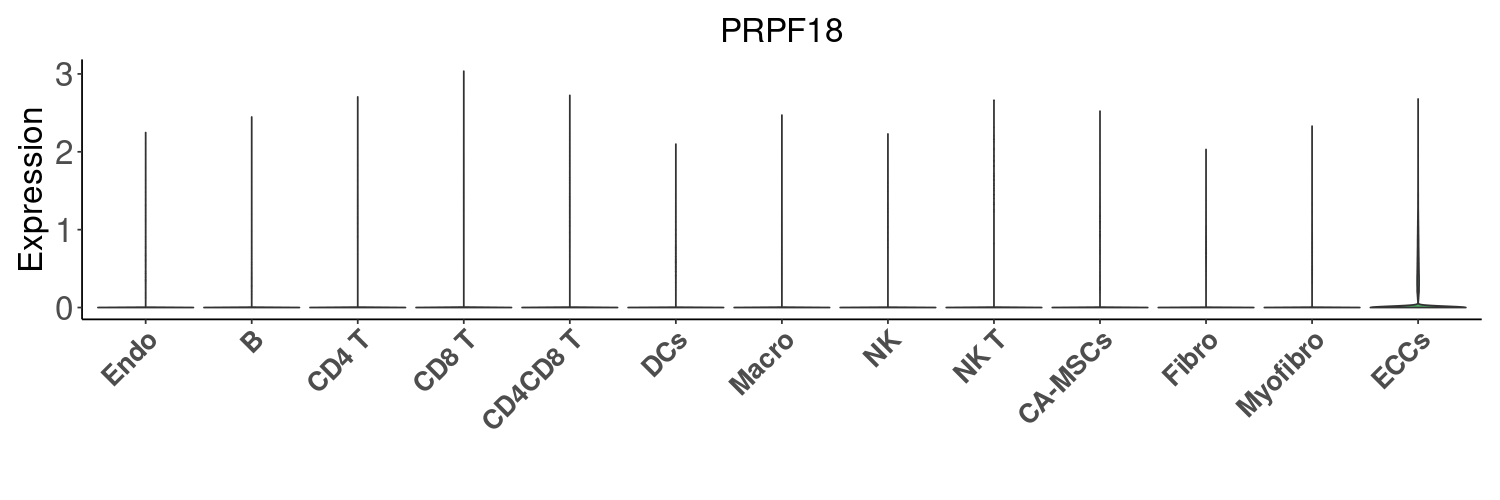 PRPF18
Expression
3
2
1
0
Endo
B
CD4 T
CD8 T
CD4CD8 T
DCs
Macro
NK
NK T
CA-MSCs
Fibro
Myofibro
ECCs